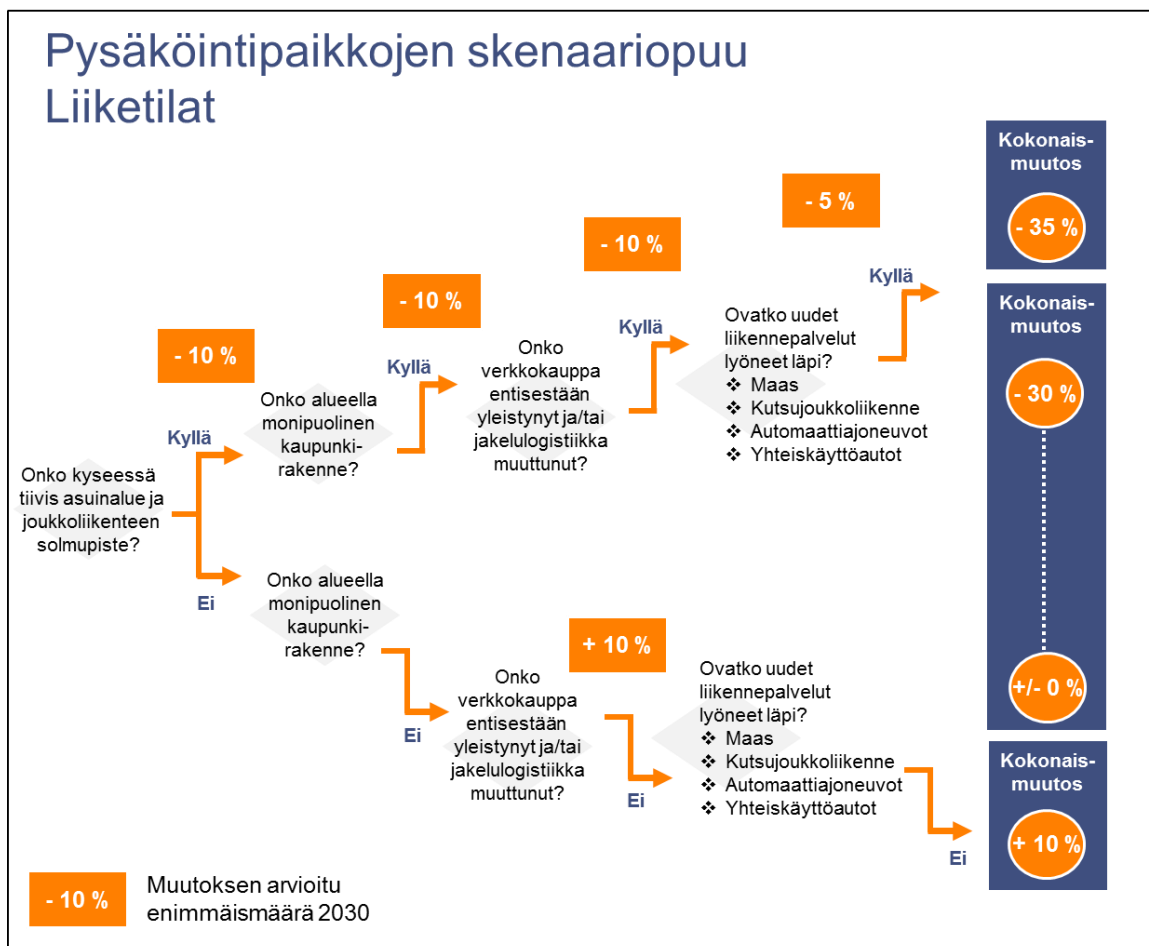 Pysäköintipaikkojen skenaariopuu
Liiketilat
Kokonais-
muutos
- 35 %
- 5 %
- 10 %
- 10 %
- 10 %
Kyllä
Kyllä
Kyllä
Kyllä
Onko kyseessä
tiivis asuinalue ja
joukkoliikenteen
solmupiste?
Onko alueella
monipuolinen
kaupunki-
rakenne?
Onko
verkkokauppa
entisestään
yleistynyt ja/tai
jakelulogistiikka
muuttunut?
Ovatko uudet
liikennepalvelut
lyöneet läpi?
❖ Maas
❖ Kutsujoukkoliikenne
❖ Automaattiajoneuvot
❖ Yhteiskäyttöautot
Kokonais-
muutos
- 30 %
+/- 0 %
Ei
Onko alueella
monipuolinen
kaupunki-
rakenne?
Ei
Onko
verkkokauppa
entisestään
yleistynyt ja/tai
jakelulogistiikka
muuttunut?
+ 10 %
Ei
Ovatko uudet
liikennepalvelut
lyöneet läpi?
❖ Maas
❖ Kutsujoukkoliikenne
❖ Automaattiajoneuvot
❖ Yhteiskäyttöautot
Ei
Kokonais-
muutos
+ 10 %
- 10 %
Muutoksen arvioitu
enimmäismäärä 2030